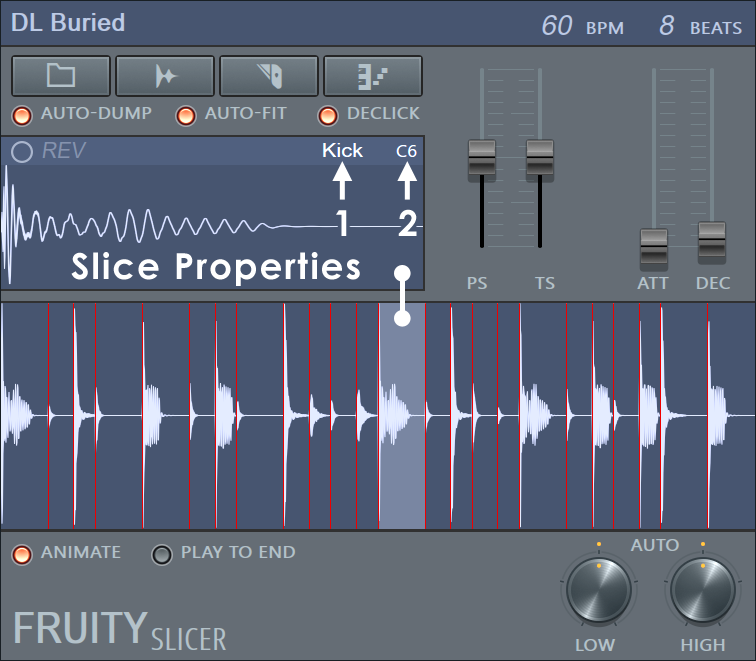 DL Buried
60 BPM 8 BEATS
AUTO-DUMP AUTO-FIT DECLICK
REV Kick C6
1 2
Slice Properties
PS TS ATT DEC
ANIMATE PLAY TO END AUTO
FRUITY SLICER
LOW HIGH